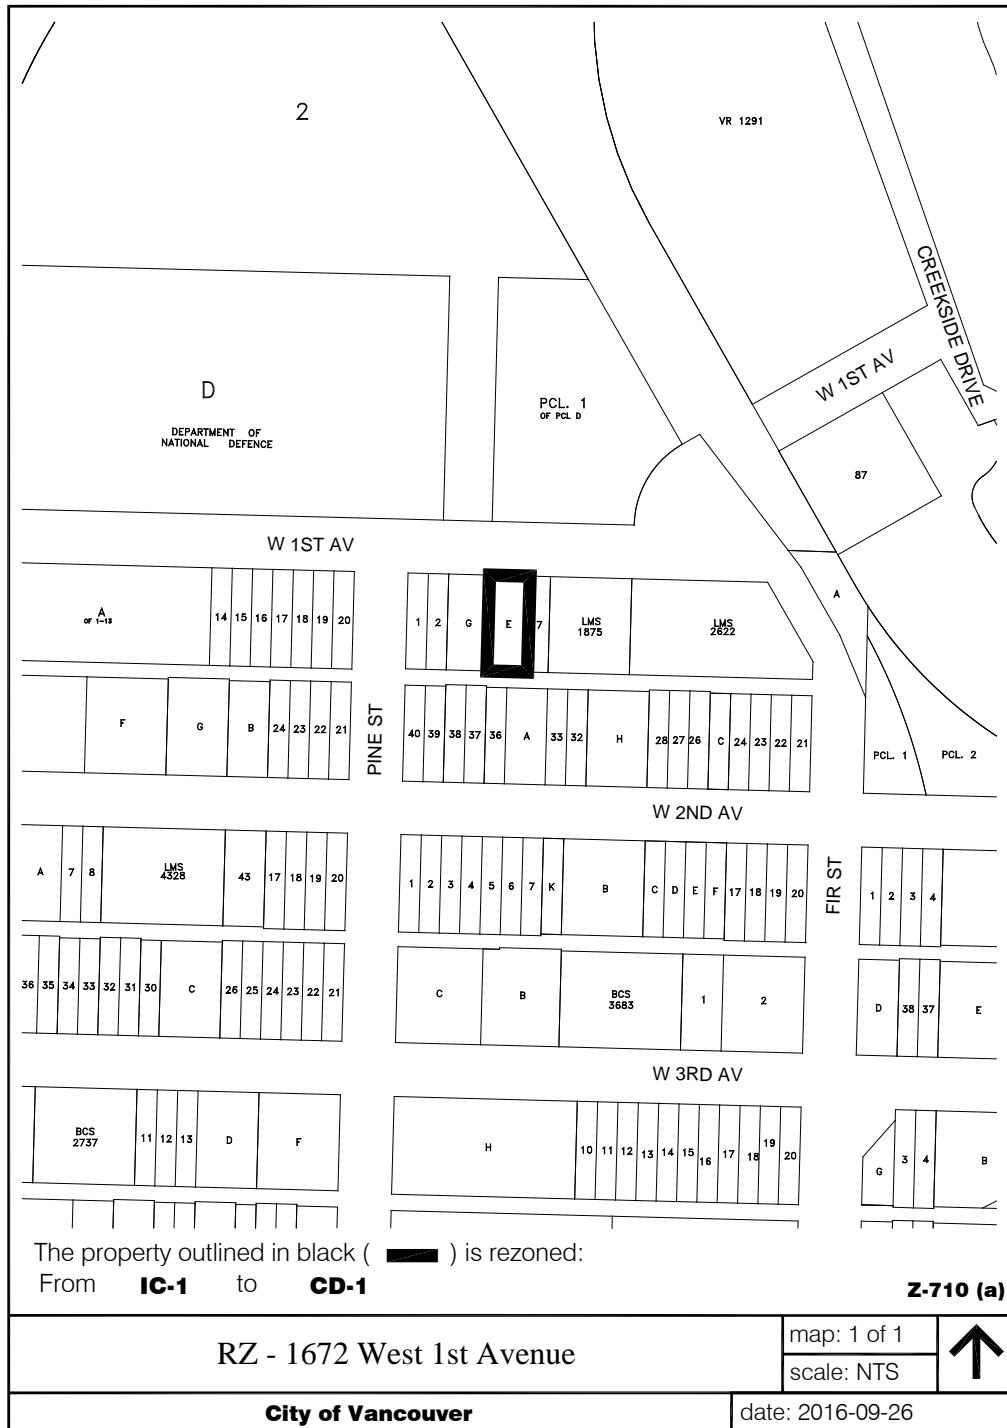 2
VR 1291
CREEKSIDE DRIVE
W 1ST AV
D
DEPARTMENT OF
NATIONAL DEFENCE
PCL. 1
OF PCL D
87
W 1ST AV
A
OF 1-13
14 15 16 17 18 19 20
1 2 G E 7 LMS 1875 LMS 2622
A
F G B 24 23 22 21
PINE ST
40 39 38 37 36 A 33 32 H 28 27 26 C 24 23 22 21
PCL. 1 PCL. 2
W 2ND AV
A 7 8 LMS 4328 43 17 18 19 20
1 2 3 4 5 6 7 K B C D E F 17 18 19 20
FIR ST
1 2 3 4
36 35 34 33 32 31 30 C 26 25 24 23 22 21
C B BCS 3683 1 2
D 38 37 E
W 3RD AV
BCS 2737 11 12 13 D F
H 10 11 12 13 14 15 16 17 18 19 20
G 3 4 B
The property outlined in black ( ) is rezoned:
From IC-1 to CD-1
Z-710 (a)
RZ - 1672 West 1st Avenue
map: 1 of 1
scale: NTS
City of Vancouver
date: 2016-09-26